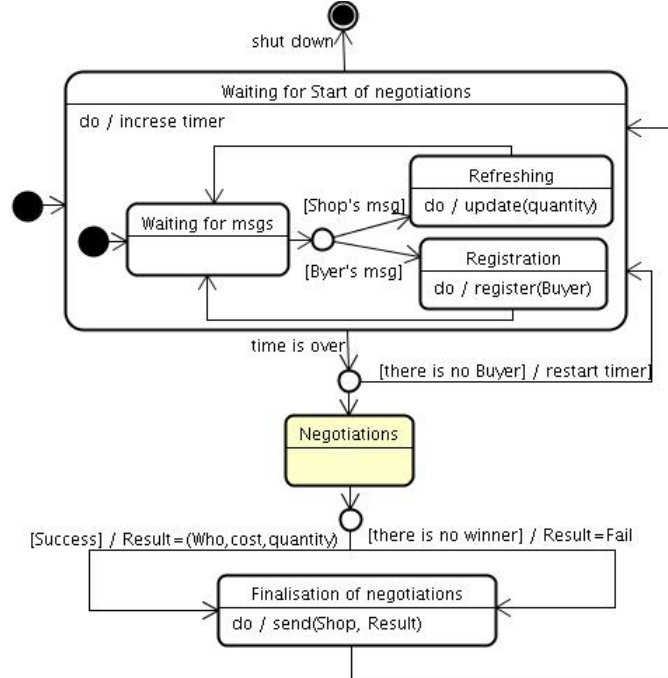 shut down
Waiting for Start of negotiations
do / increse timer
Refreshing
do / update(quantity)
[Shop's msg]
Waiting for msgs
[Byer's msg]
Registration
do / register(Buyer)
time is over
[there is no Buyer] / restart timer]
Negotiations
[Success] / Result=(Who,cost,quantity)
[there is no winner] / Result=Fail
Finalisation of negotiations
do / send(Shop, Result)